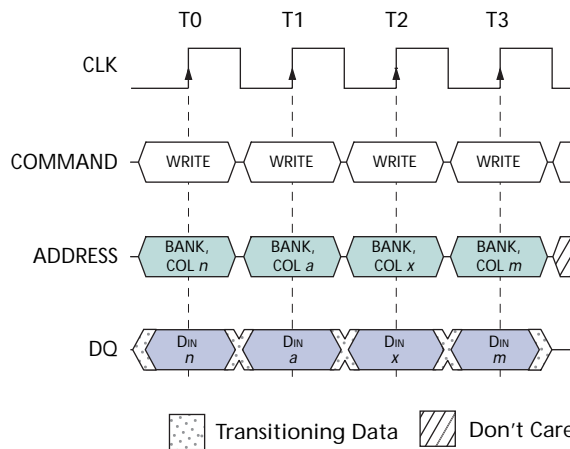 T0 T1 T2 T3
CLK
COMMAND WRITE WRITE WRITE WRITE
ADDRESS BANK, COL n BANK, COL a BANK, COL x BANK, COL m
DQ DIN n DIN a DIN x DIN m
Transitioning Data Don't Care